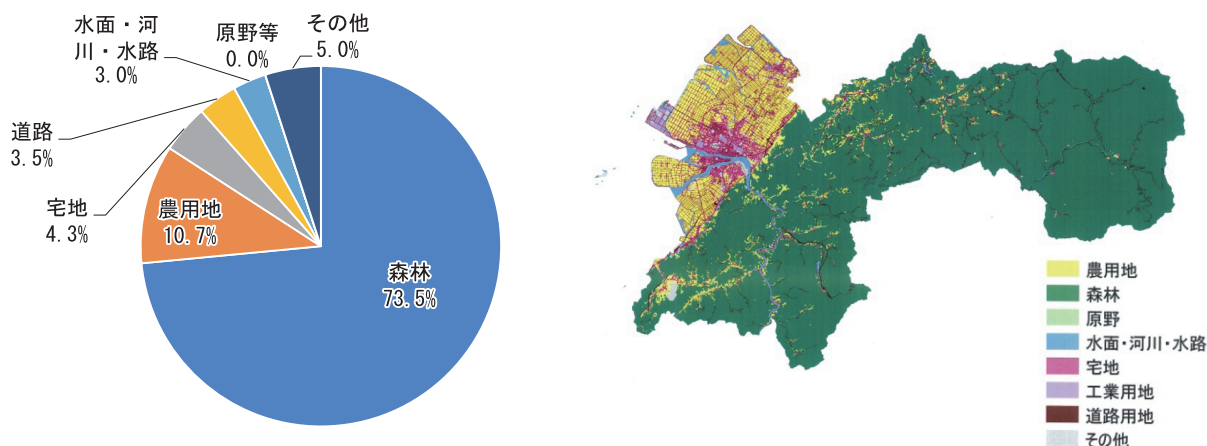 水面・河
川・水路
3.0%
原野等
0.0%
その他
5.0%
道路
3.5%
宅地
4.3%
農用地
10.7%
森林
73.5%
農用地
森林
原野
水面・河川・水路
宅地
工業用地
道路用地
その他